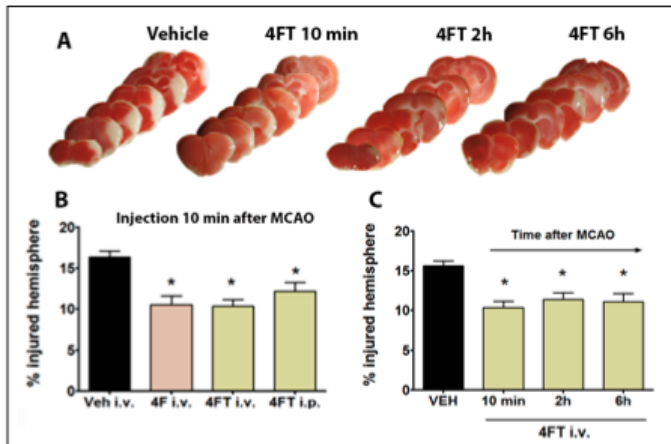 A
Vehicle
4FT 10 min
4FT 2h
4FT 6h
B
Injection 10 min after MCAO
% injured hemisphere
20
15
10
5
0
Veh i.v.
4F i.v.
4FT i.v.
4FT i.p.
*
*
*
C
Time after MCAO
% injured hemisphere
20
15
10
5
0
VEH
10 min
2h
6h
*
*
*
4FT i.v.